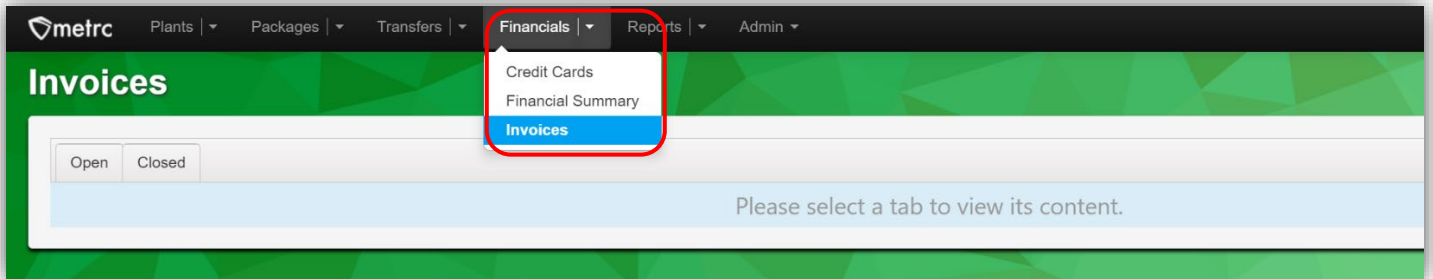 metrc Plants Packages Transfers Financials Reports Admin
Credit Cards
Financial Summary
Invoices
Invoices
Open Closed
Please select a tab to view its content.